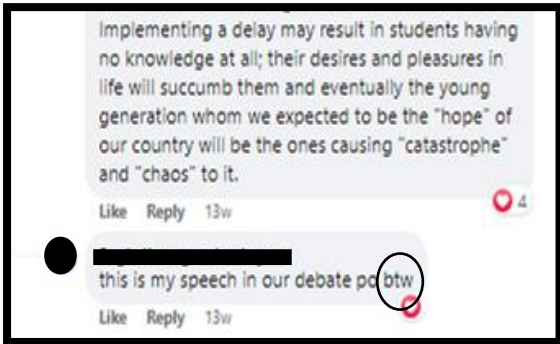 Implementing a delay may result in students having
no knowledge at all; their desires and pleasures in
life will succumb them and eventually the young
generation whom we expected to be the "hope" of
our country will be the ones causing "catastrophe"
and "chaos" to it.
4
Like Reply 13w
this is my speech in our debate po btw
Like Reply 13w